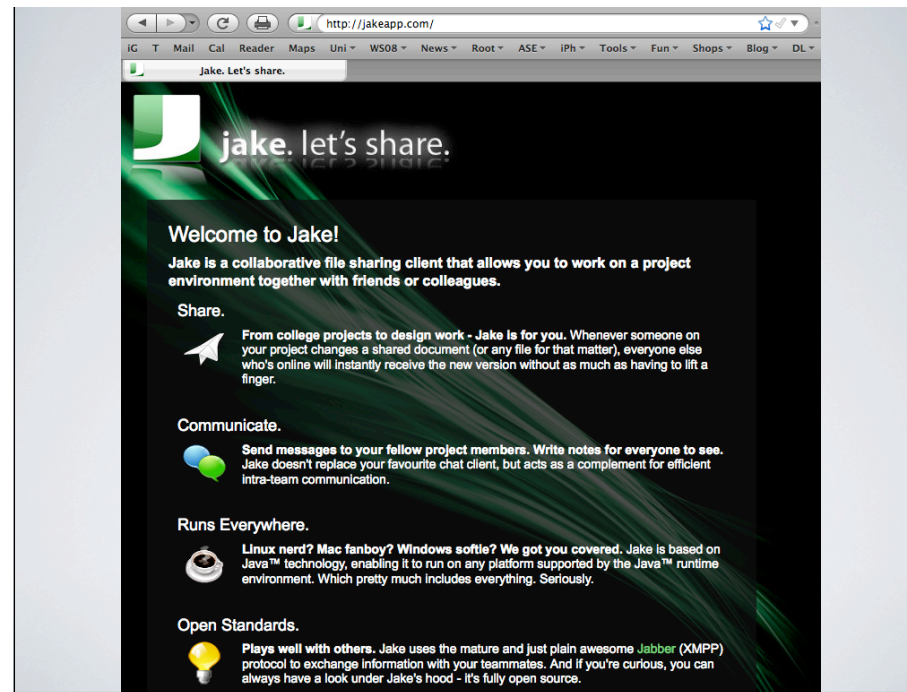 http://jakeapp.com/
iG T Mail Cal Reader Maps Uni WS08 News Root ASE iPh Tools Fun Shops Blog DL
Jake. Let's share.
jake. let's share.
Welcome to Jake!
Jake is a collaborative file sharing client that allows you to work on a project
environment together with friends or colleagues.
Share.
From college projects to design work - Jake is for you. Whenever someone on
your project changes a shared document (or any file for that matter), everyone else
who's online will instantly receive the new version without as much as having to lift a
finger.
Communicate.
Send messages to your fellow project members. Write notes for everyone to see.
Jake doesn't replace your favourite chat client, but acts as a complement for efficient
intra-team communication.
Runs Everywhere.
Linux nerd? Mac fanboy? Windows softie? We got you covered. Jake is based on
Java™ technology, enabling it to run on any platform supported by the Java™ runtime
environment. Which pretty much includes everything. Seriously.
Open Standards.
Plays well with others. Jake uses the mature and just plain awesome Jabber (XMPP)
protocol to exchange information with your teammates. And if you're curious, you can
always have a look under Jake's hood - it's fully open source.